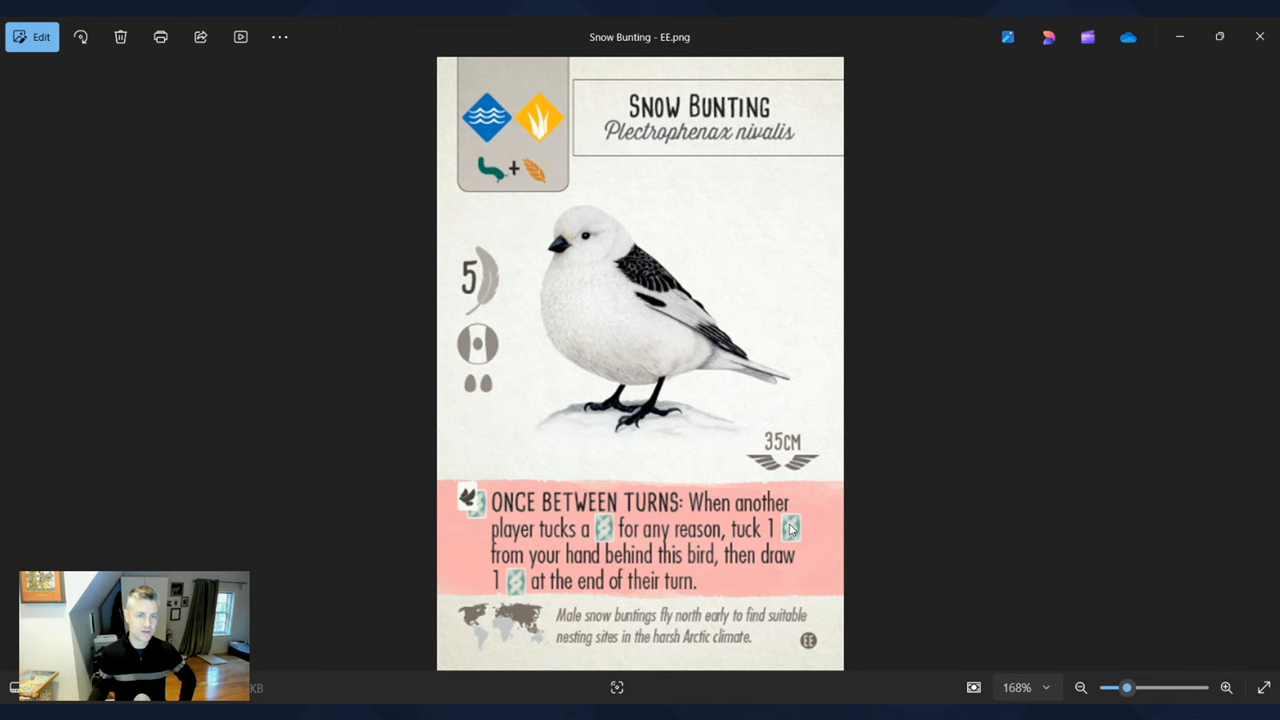 Edit
Snow Bunting - EE.png
SNOW BUNTING
Plectrophenax nivalis
+
5
35CM
ONCE BETWEEN TURNS: When another
player tucks a for any reason, tuck 1
from your hand behind this bird, then draw
1 at the end of their turn.
Male snow buntings fly north early to find suitable
nesting sites in the harsh Arctic climate.
EE
KB
168%